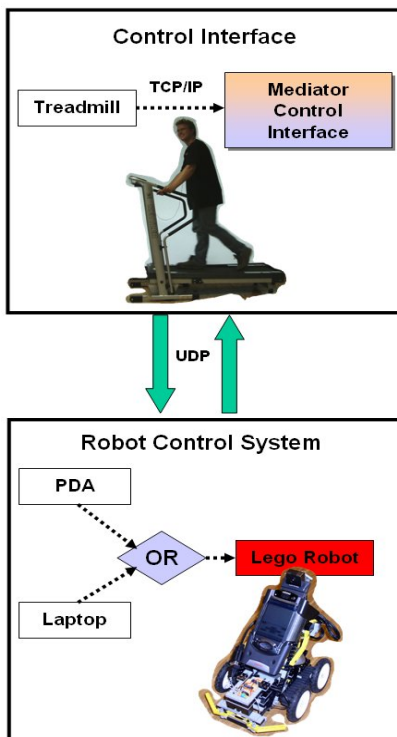 Control Interface
TCP/IP
Treadmill
Mediator
Control
Interface
UDP
Robot Control System
PDA
OR
Lego Robot
Laptop